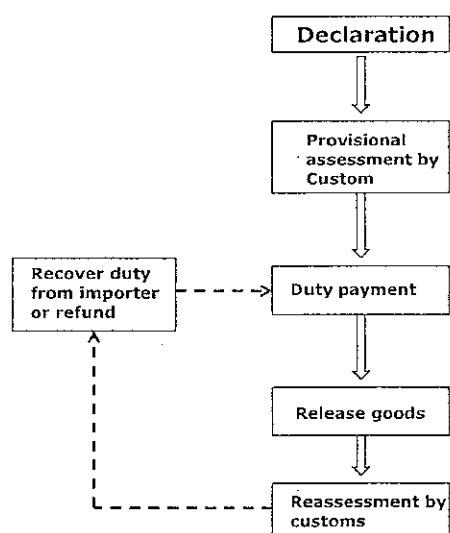 Declaration
Provisional
assessment by
Custom
Recover duty
from importer
or refund
Duty payment
Release goods
Reassessment by
customs